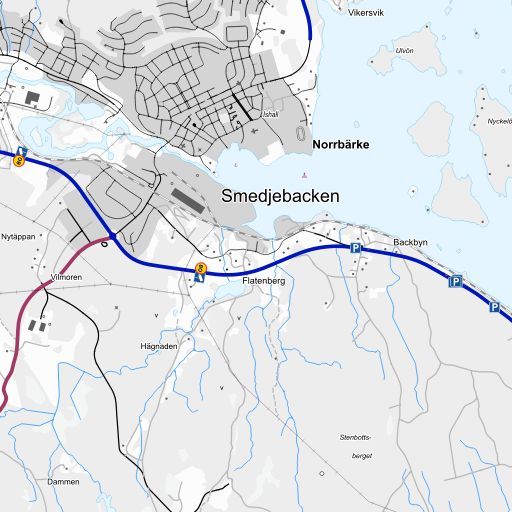 Vikersvik
Ulvön
Ishall
Nyckelö
Norrbärke
Smedjebacken
Nytäppan
Backbyn
P
Vilmoren
Flatenberg
P
P
Hägnaden
Stenbotts-
berget
Dammen